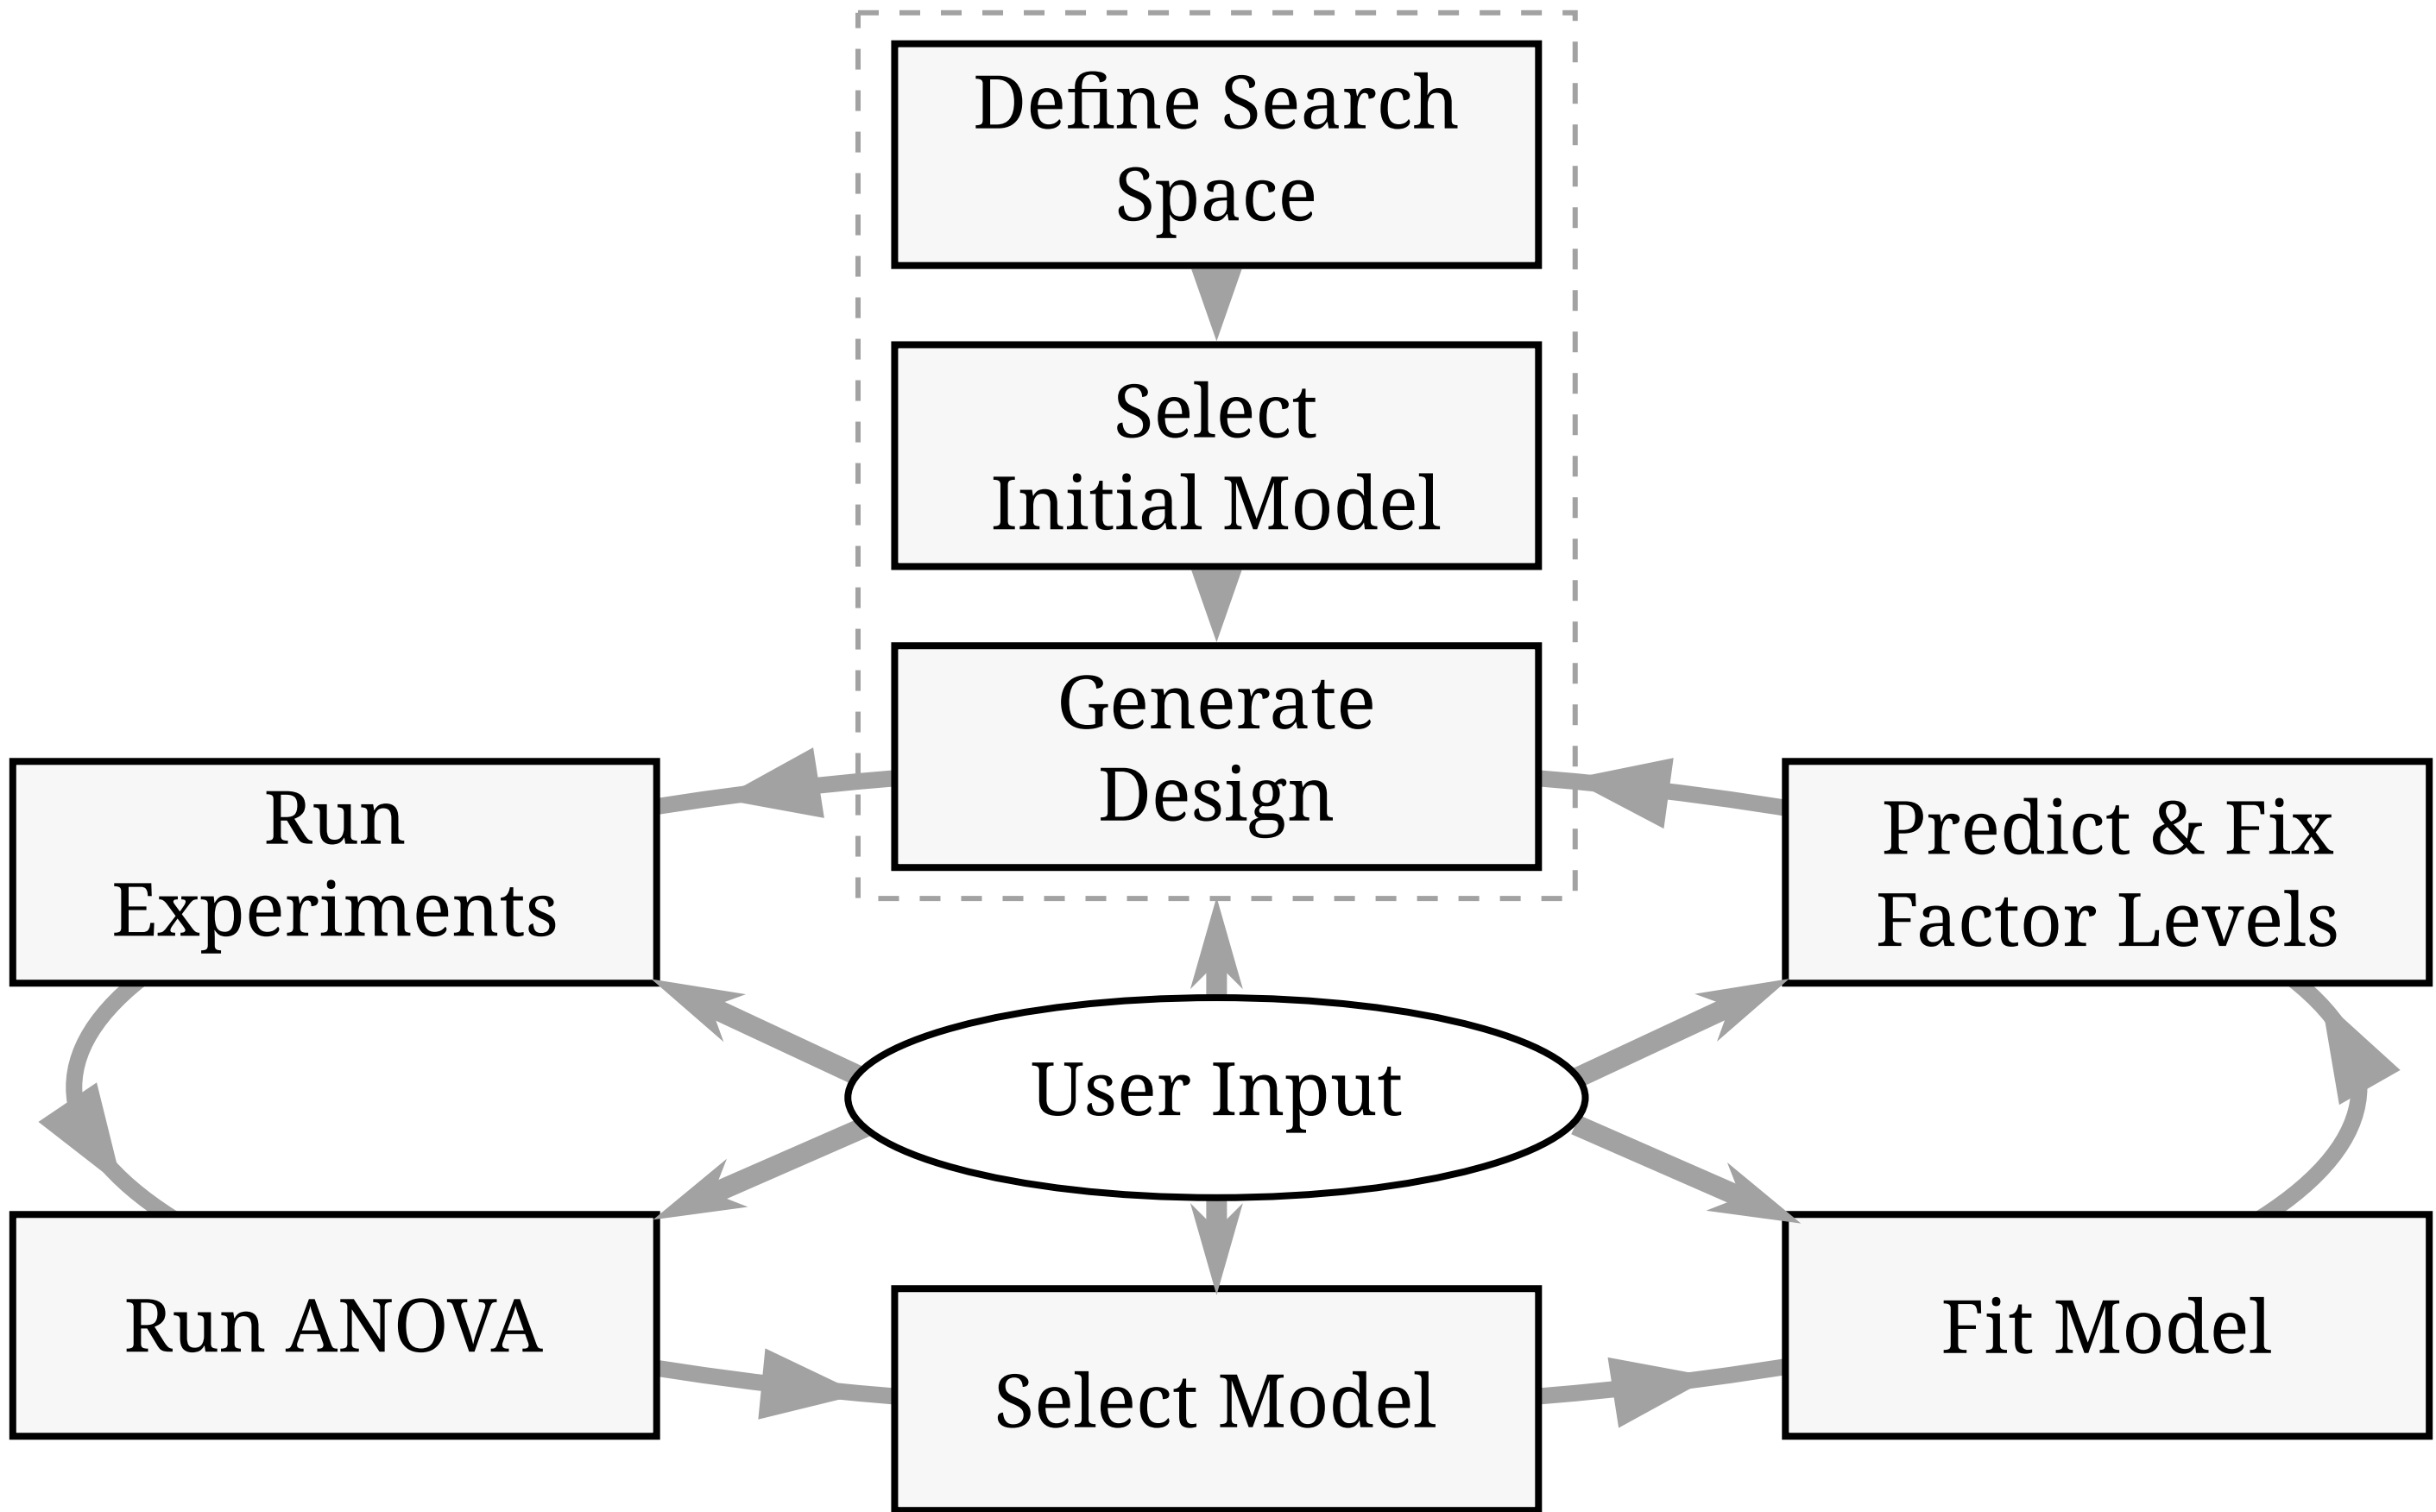 Define Search
Space
Select
Initial Model
Generate
Design
Run
Experiments
Predict & Fix
Factor Levels
User Input
Run ANOVA
Select Model
Fit Model